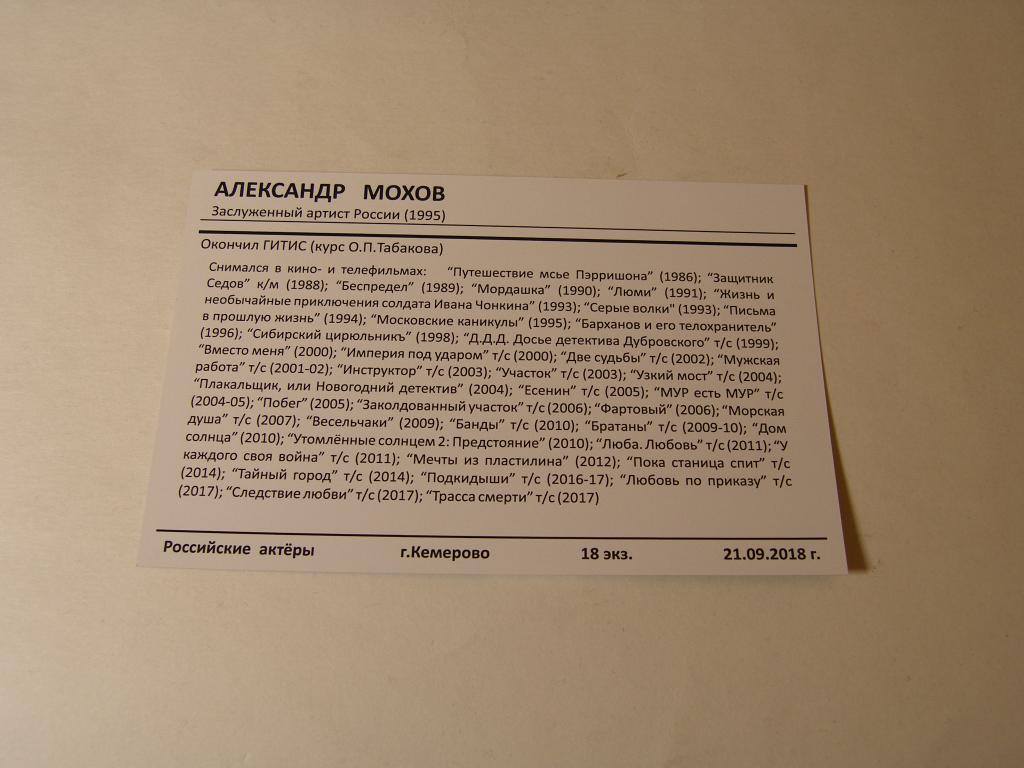 АЛЕКСАНДР МОХОВ
Заслуженный артист России (1995)
Окончил ГИТИС (курс О.П.Табакова)
Снимался в кино- и телефильмах: "Путешествие мсье Пэрришона" (1986); "Защитник
Седов" к/м (1988); "Беспредел" (1989); "Мордашка" (1990); "Люми" (1991); "Жизнь и
необычайные приключения солдата Ивана Чонкина" (1993); "Серые волки" (1993); "Письма
в прошлую жизнь" (1994); "Московские каникулы" (1995); "Барханов и его телохранитель"
(1996); "Сибирский цирюльникъ" (1998); "Д.Д.Д. Досье детектива Дубровского" т/с (1999);
"Вместо меня" (2000); "Империя под ударом" т/с (2000); "Две судьбы" т/с (2002); "Мужская
работа" т/с (2001-02); "Инструктор" т/с (2003); "Участок" т/с (2003); "Узкий мост" т/с (2004);
"Плакальщик, или Новогодний детектив" (2004); "Есенин" т/с (2005); "МУР есть МУР" т/с
(2004-05); "Побег" (2005); "Заколдованный участок" т/с (2006); "Фартовый" (2006); "Морская
душа" т/с (2007); "Весельчаки" (2009); "Банды" т/с (2010); "Братаны" т/с (2009-10); "Дом
солнца" (2010); "Утомлённые солнцем 2: Предстояние" (2010); "Люба. Любовь" т/с (2011); "У
каждого своя война" т/с (2011); "Мечты из пластилина" (2012); "Пока станица спит" т/с
(2014); "Тайный город" т/с (2014); "Подкидыши" т/с (2016-17); "Любовь по приказу" т/с
(2017); "Следствие любви" т/с (2017); "Трасса смерти" т/с (2017)
Российские актёры г.Кемерово 18 экз. 21.09.2018 г.